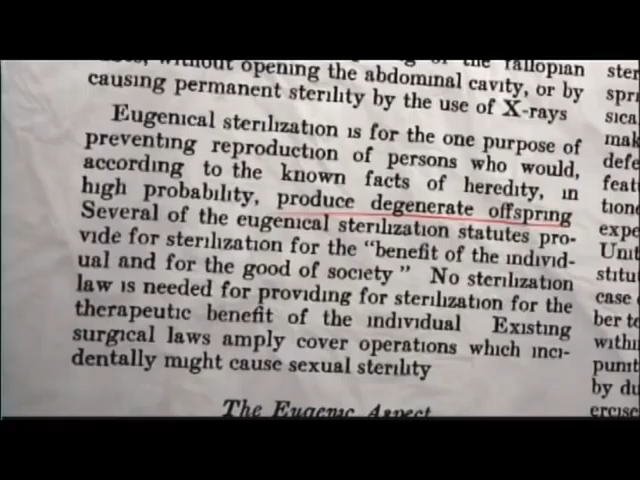 without opening the abdominal cavity, or by
causing permanent sterility by the use of X-rays
Eugenical sterilization is for the one purpose of
preventing reproduction of persons who would,
according to the known facts of heredity, in
high probability, produce degenerate offspring
Several of the eugenical sterilization statutes pro-
vide for sterilization for the "benefit of the individ-
ual and for the good of society" No sterilization
law is needed for providing for sterilization for the
therapeutic benefit of the individual Existing
surgical laws amply cover operations which inci-
dentally might cause sexual sterility
The Eugenic Aspect